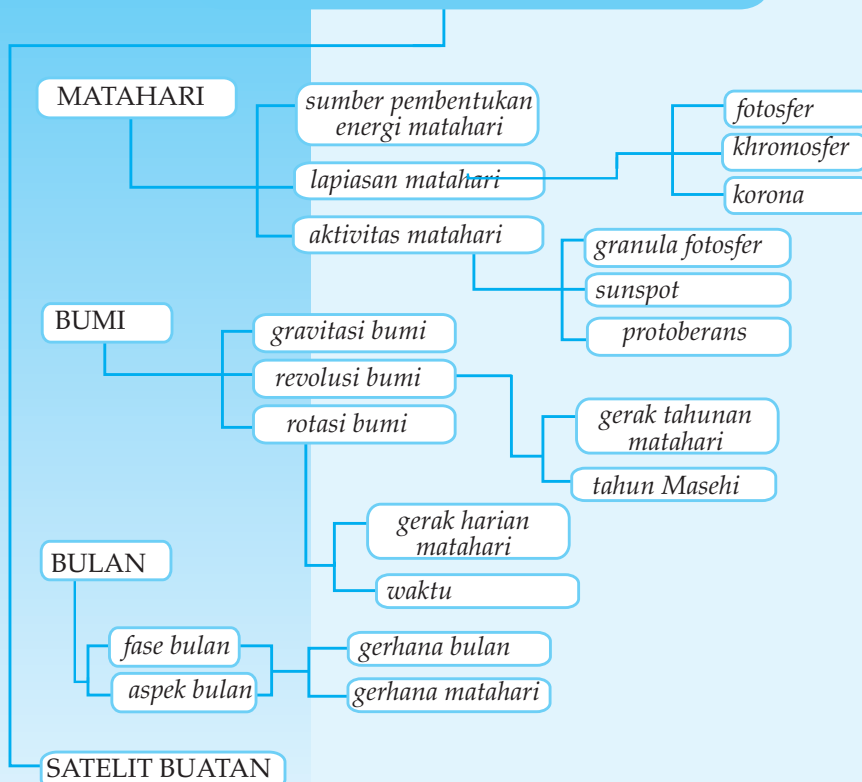 MATAHARI
sumber pembentukan
energi matahari
lapiasan matahari
aktivitas matahari
fotosfer
khromosfer
korona
granula fotosfer
sunspot
protoberans
BUMI
gravitasi bumi
revolusi bumi
rotasi bumi
gerak tahunan
matahari
tahun Masehi
gerak harian
matahari
waktu
BULAN
fase bulan
aspek bulan
gerhana bulan
gerhana matahari
SATELIT BUATAN